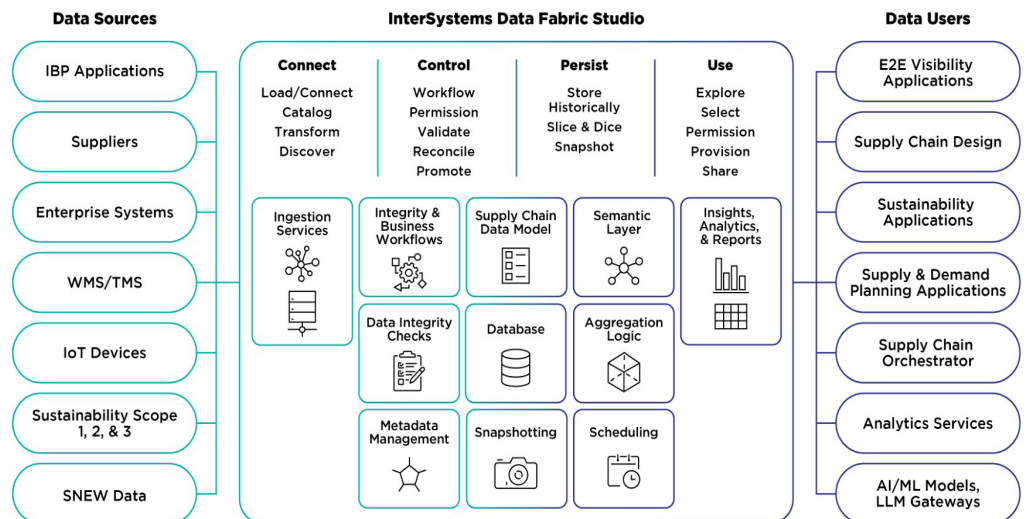 Data Sources
IBP Applications
Suppliers
Enterprise Systems
WMS/TMS
IoT Devices
Sustainability Scope
1, 2, & 3
SNEW Data
InterSystems Data Fabric Studio
Connect
Load/Connect
Catalog
Transform
Discover
Control
Workflow
Permission
Validate
Reconcile
Promote
Persist
Store
Historically
Slice & Dice
Snapshot
Use
Explore
Select
Permission
Provision
Share
Ingestion
Services
Integrity &
Business
Workflows
Supply Chain
Data Model
Semantic
Layer
Insights,
Analytics,
& Reports
Data Integrity
Checks
Database
Aggregation
Logic
Metadata
Management
Snapshotting
Scheduling
Data Users
E2E Visibility
Applications
Supply Chain Design
Sustainability
Applications
Supply & Demand
Planning Applications
Supply Chain
Orchestrator
Analytics Services
AI/ML Models,
LLM Gateways